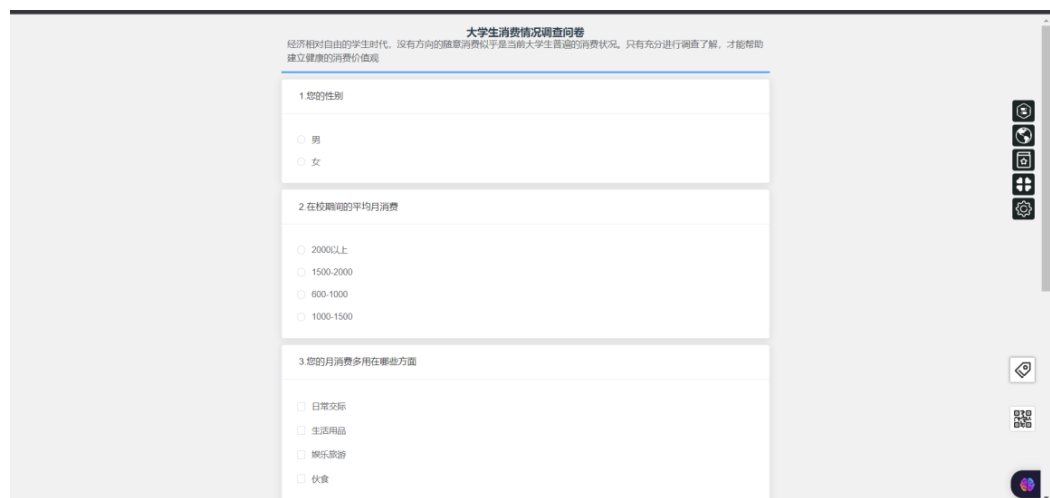 大学生消费情况调查问卷
经济相对自由的学生时代，没有方向的随意消费似乎是当前大学生普遍的消费状况。只有充分进行调查了解，才能帮助
建立健康的消费价值观
1.您的性别
男
女
2.在校期间的平均月消费
2000以上
1500-2000
600-1000
1000-1500
3.您的月消费多用在哪些方面
日常交际
生活用品
娱乐旅游
伙食